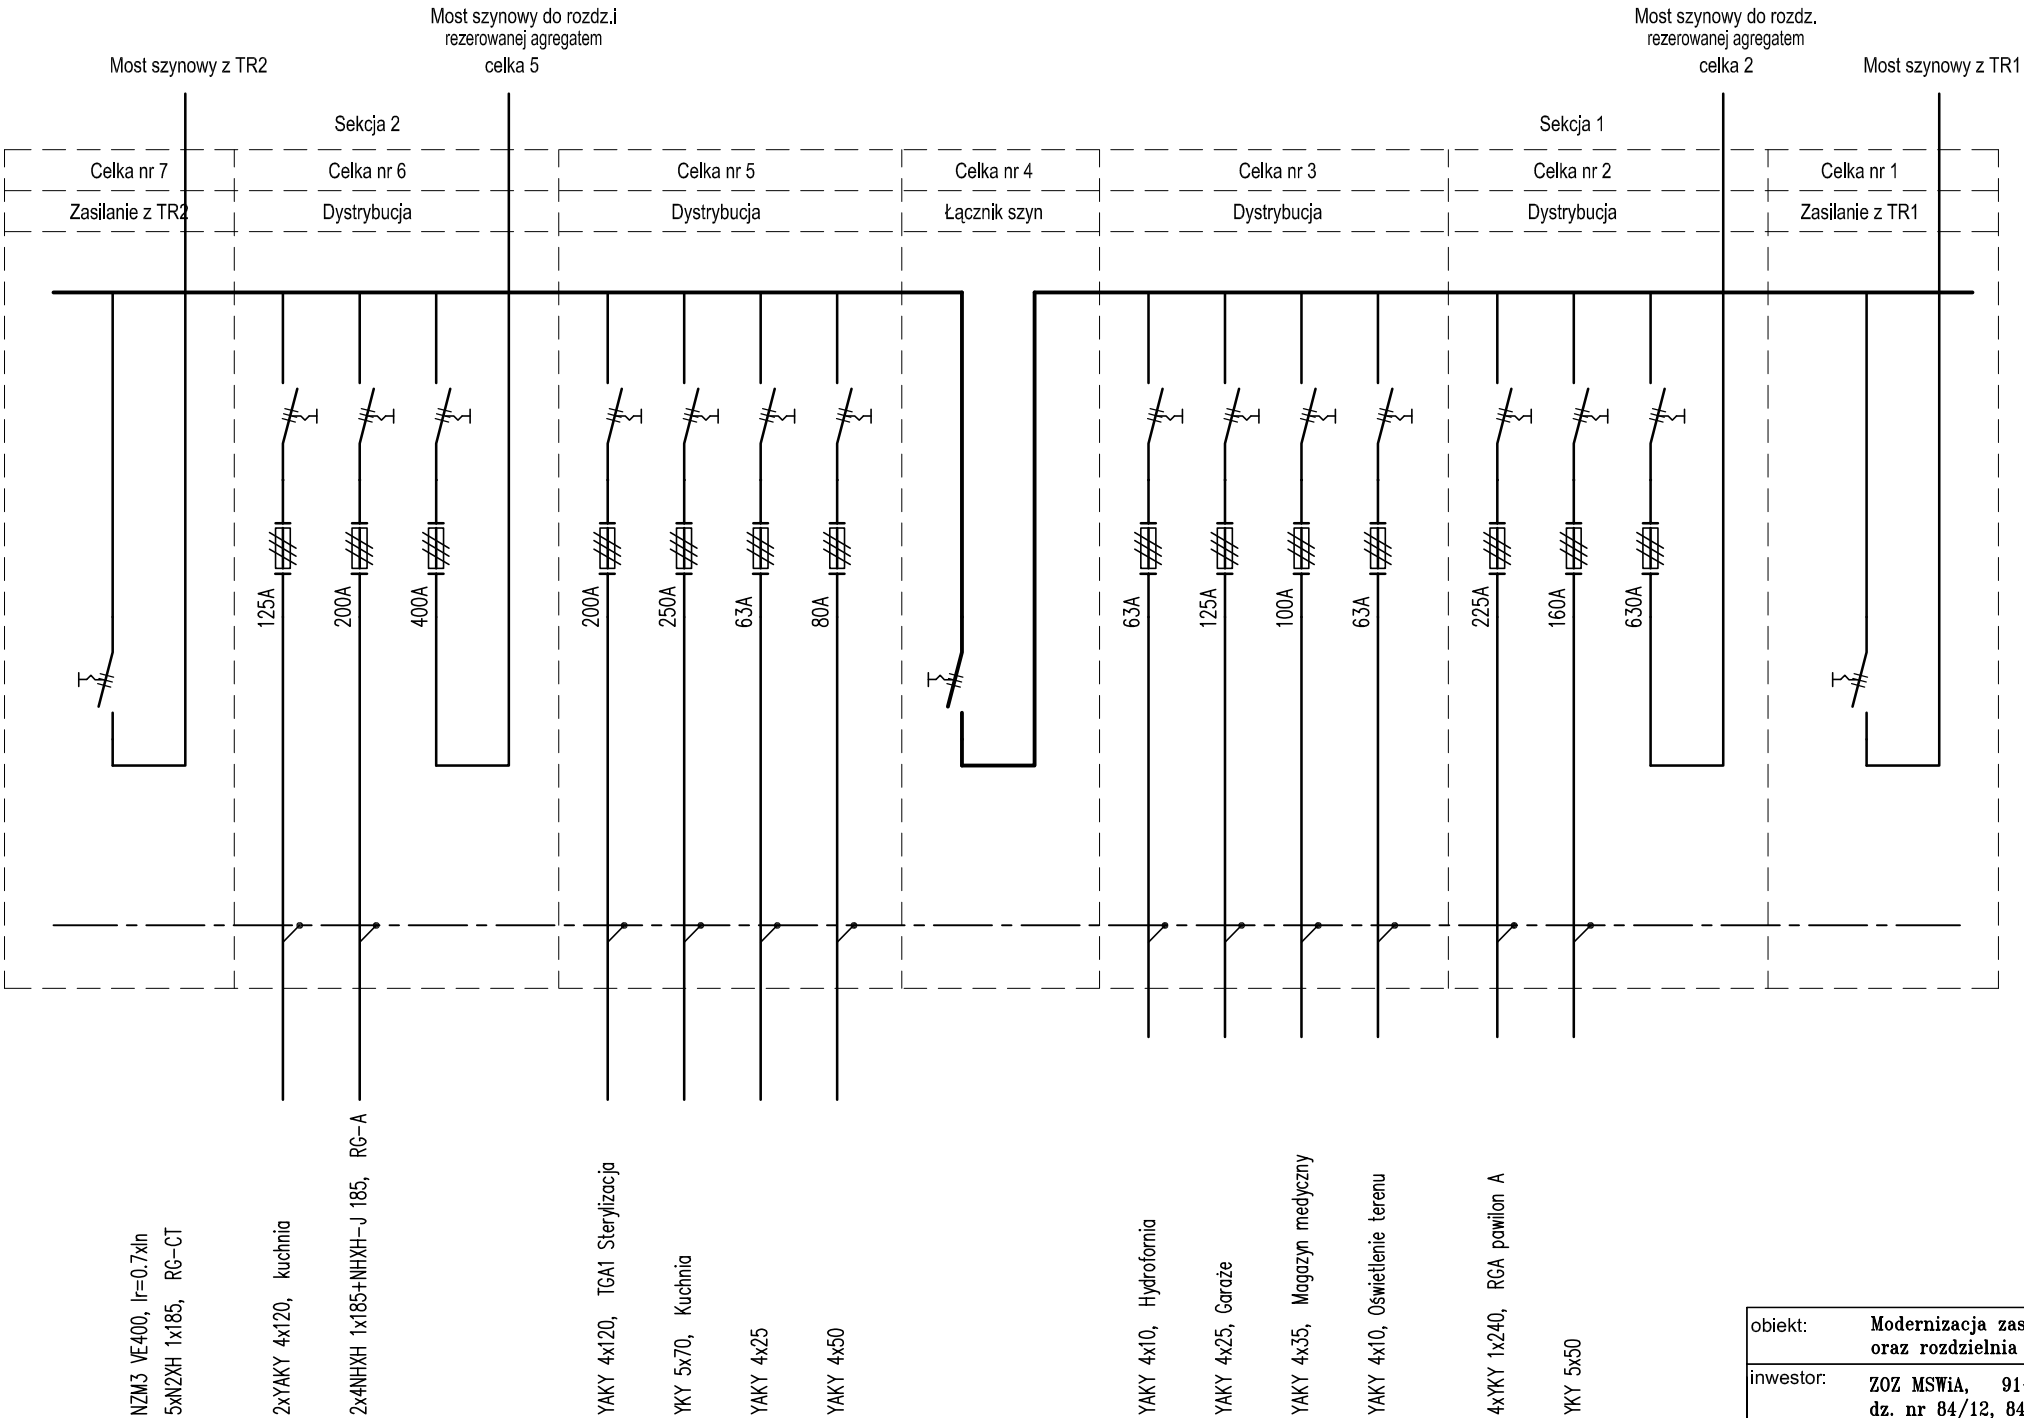 Most szynowy do rozdz.i
rezerowanej agregatem
celka 5
Most szynowy do rozdz.
rezerowanej agregatem
celka 2
Most szynowy z TR2
Most szynowy z TR1
Sekcja 2
Sekcja 1
Celka nr 7
Celka nr 6
Celka nr 5
Celka nr 4
Celka nr 3
Celka nr 2
Celka nr 1
Zasilanie z TR2
Dystrybucja
Dystrybucja
Łącznik szyn
Dystrybucja
Dystrybucja
Zasilanie z TR1
125A
200A
400A
200A
250A
63A
80A
63A
125A
100A
63A
225A
160A
630A
NZM3 VE400, Ir=0.7xIn
5xN2XH 1x185, RG-CT
2xYAKY 4x120, kuchnia
2x4NHXH 1x185+NHXH-J 185, RG-A
YAKY 4x120, TGA1 Sterylizacja
YKY 5x70, Kuchnia
YAKY 4x25
YAKY 4x50
YAKY 4x10, Hydrofornia
YAKY 4x25, Garaże
YAKY 4x35, Magazyn medyczny
YAKY 4x10, Oświetlenie terenu
4xYKY 1x240, RGA pawilon A
YKY 5x50
obiekt: Modernizacja zas
oraz rozdzielnia
inwestor: ZOZ MSWiA, 91-
dz. nr 84/12, 84